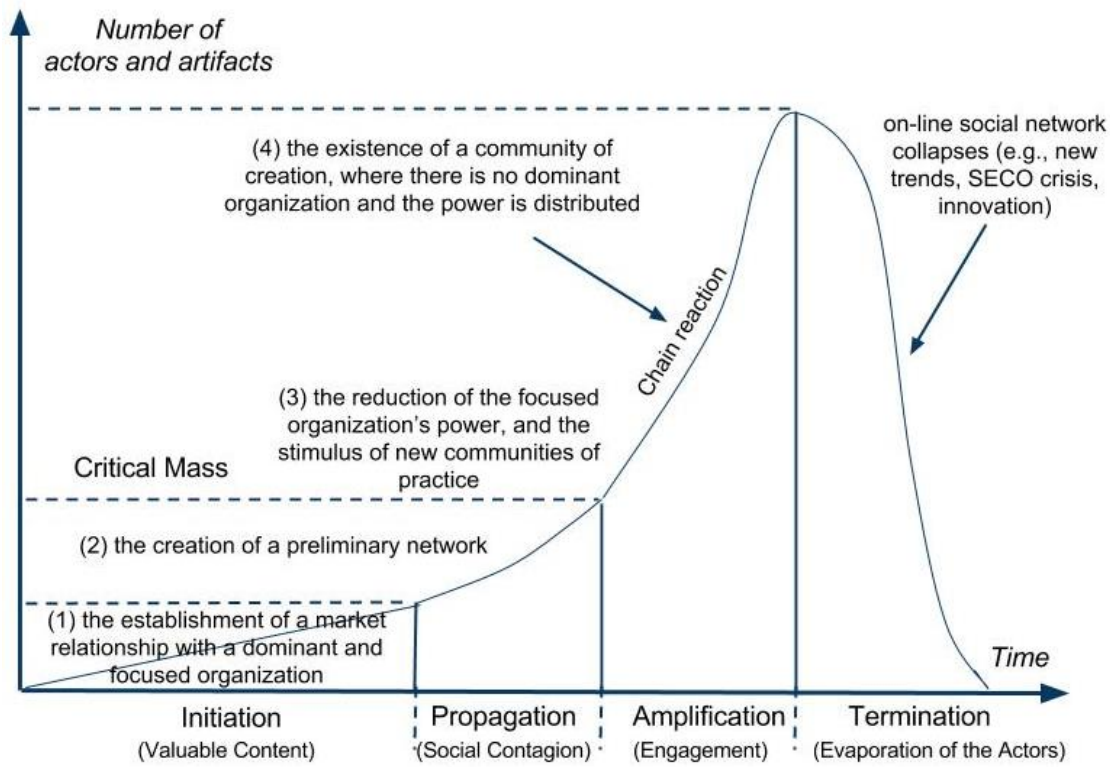 Number of
actors and artifacts
(4) the existence of a community of
creation, where there is no dominant
organization and the power is distributed
on-line social network
collapses (e.g., new
trends, SECO crisis,
innovation)
Chain reaction
(3) the reduction of the focused
organization's power, and the
stimulus of new communities of
practice
Critical Mass
(2) the creation of a preliminary network
(1) the establishment of a market
relationship with a dominant and
focused organization
Time
Initiation
(Valuable Content)
Propagation
(Social Contagion)
Amplification
(Engagement)
Termination
(Evaporation of the Actors)